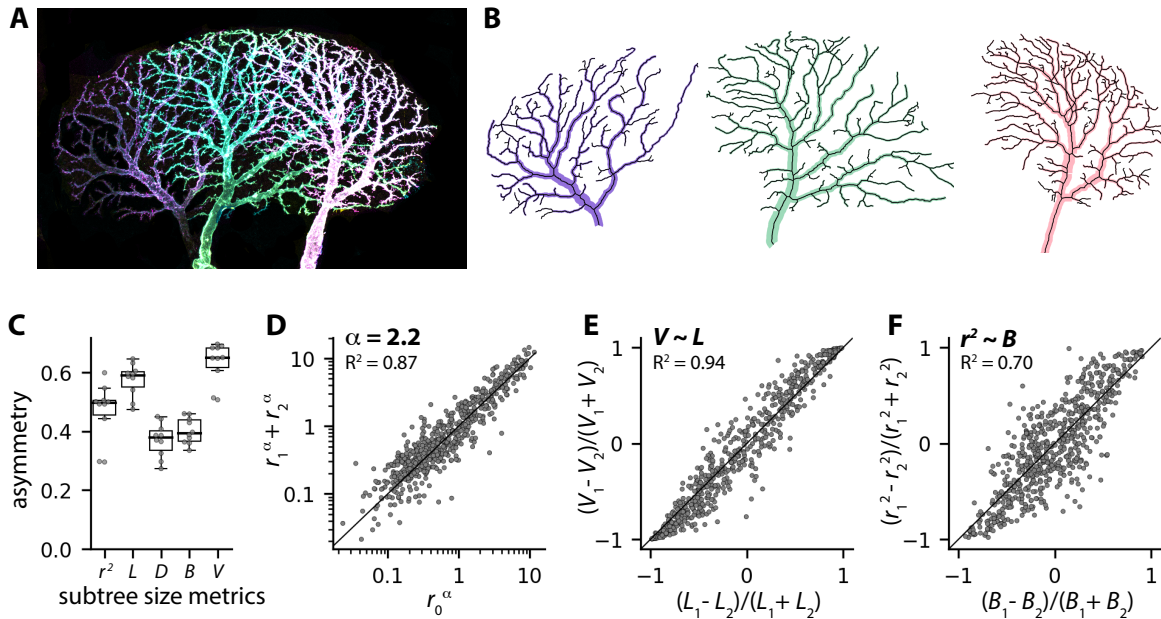 A
B
C
asymmetry
0.6
0.4
0.2
0.0
r² L D B V
subtree size metrics
D
α = 2.2
R² = 0.87
r₁^α + r₂^α
10
1
0.1
0.1 1 10
r₀^α
E
V ~ L
R² = 0.94
(V₁ - V₂)/(V₁ + V₂)
1
0
−1
−1 0 1
(L₁ - L₂)/(L₁ + L₂)
F
r² ~ B
R² = 0.70
(r₁² - r₂²)/(r₁² + r₂²)
1
0
−1
−1 0 1
(B₁ - B₂)/(B₁ + B₂)